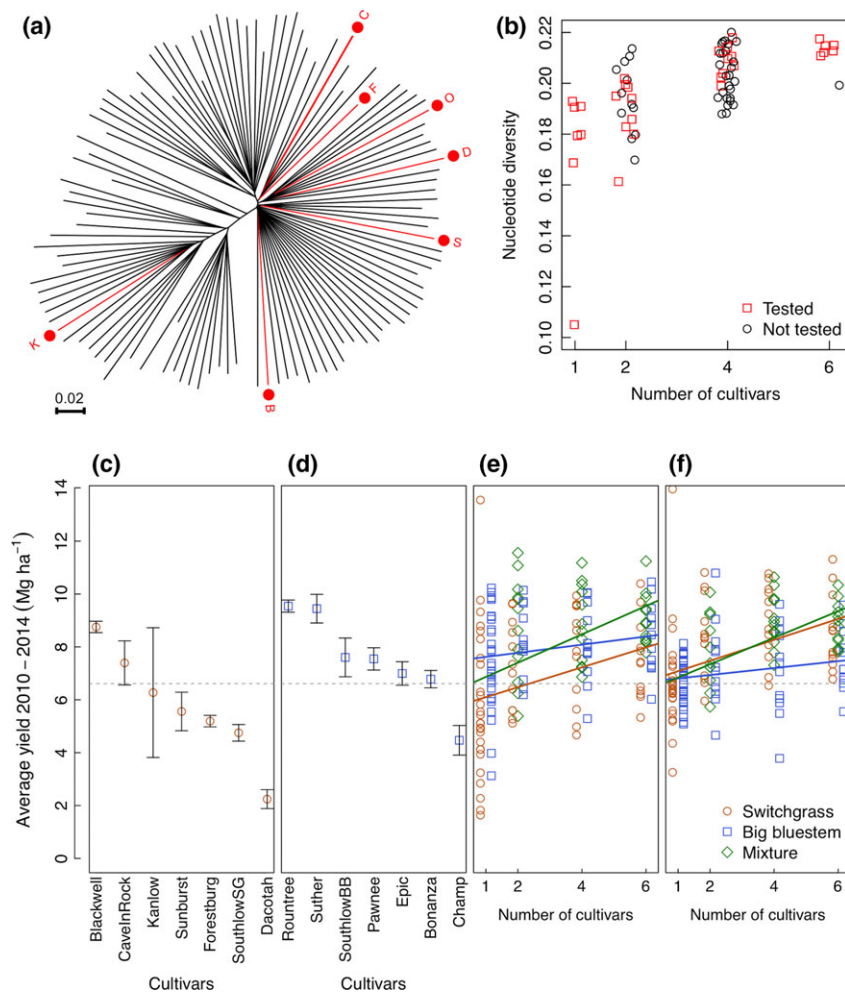 (a)
C
F
O
D
S
B
K
0.02
(b)
Nucleotide diversity
0.22
0.20
0.18
0.16
0.14
0.12
0.10
Tested
Not tested
1 2 4 6
Number of cultivars
(c) (d) (e) (f)
Average yield 2010 – 2014 (Mg ha⁻¹)
14
12
10
8
6
4
2
0
Blackwell
CaveInRock
Kanlow
Sunburst
Forestburg
SouthlowSG
Dacotah
Cultivars
Rountree
Suther
SouthlowBB
Pawnee
Epic
Bonanza
Champ
Cultivars
1 2 4 6
Number of cultivars
Switchgrass
Big bluestem
Mixture
1 2 4 6
Number of cultivars